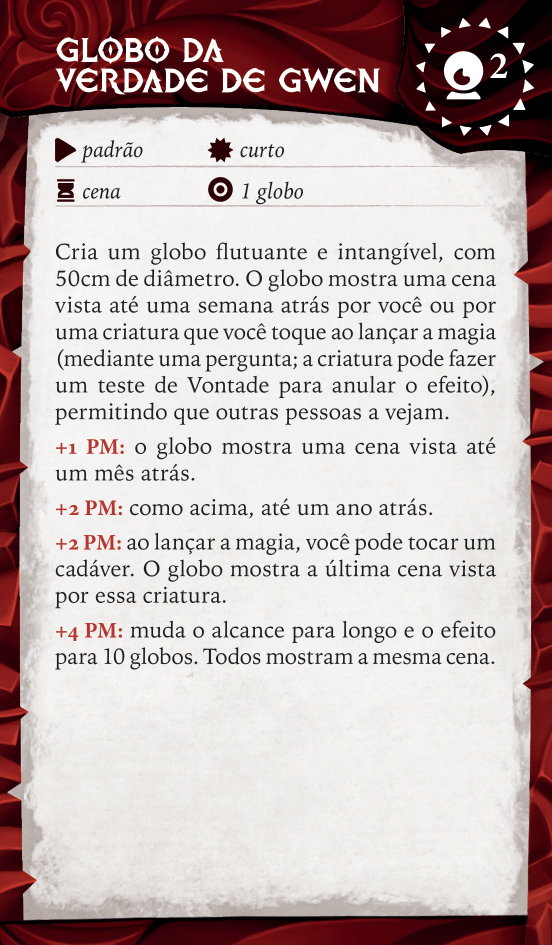 GLOBO DA
VERDADE DE GWEN
2
padrão
curto
cena
1 globo
Cria um globo flutuante e intangível, com
50cm de diâmetro. O globo mostra uma cena
vista até uma semana atrás por você ou por
uma criatura que você toque ao lançar a magia
(mediante uma pergunta; a criatura pode fazer
um teste de Vontade para anular o efeito),
permitindo que outras pessoas a vejam.
+1 PM: o globo mostra uma cena vista até
um mês atrás.
+2 PM: como acima, até um ano atrás.
+2 PM: ao lançar a magia, você pode tocar um
cadáver. O globo mostra a última cena vista
por essa criatura.
+4 PM: muda o alcance para longo e o efeito
para 10 globos. Todos mostram a mesma cena.